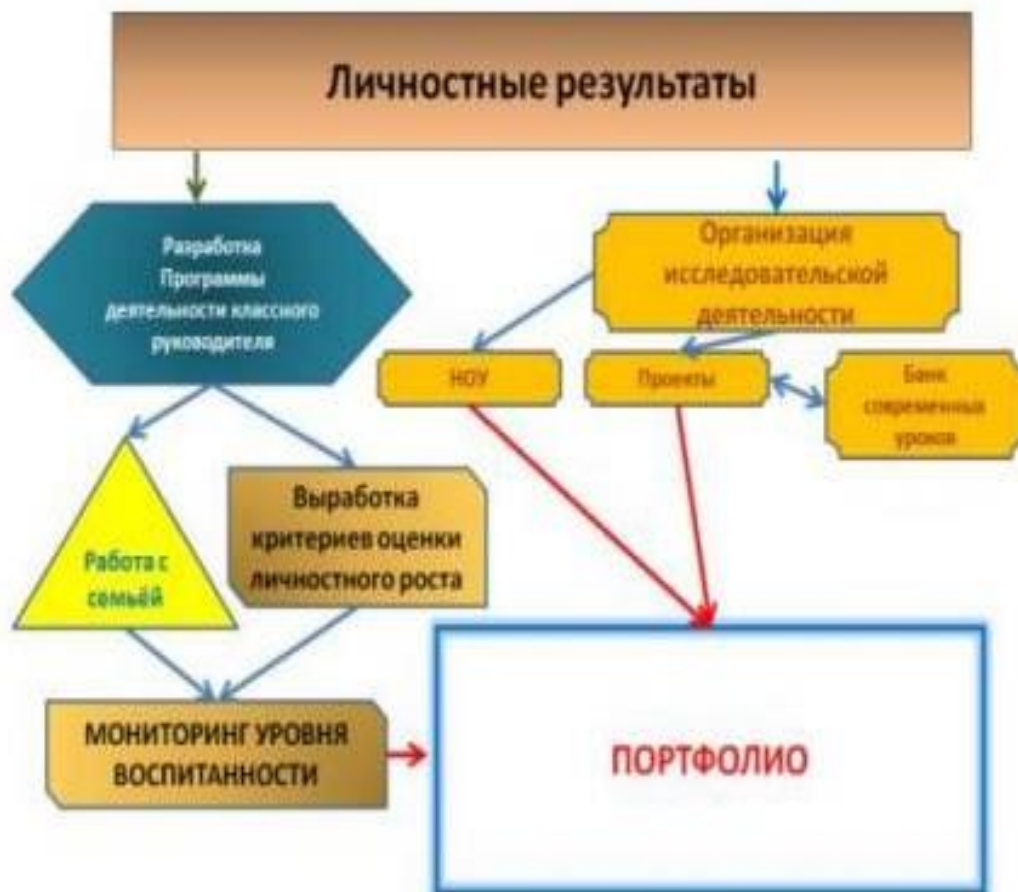 Личностные результаты
Разработка
Программы
деятельности классного
руководителя
Организация
исследовательской
деятельности
НОУ
Проекты
Банк
современных
уроков
Работа с
семьёй
Выработка
критериев оценки
личностного роста
МОНИТОРИНГ УРОВНЯ
ВОСПИТАННОСТИ
ПОРТФОЛИО